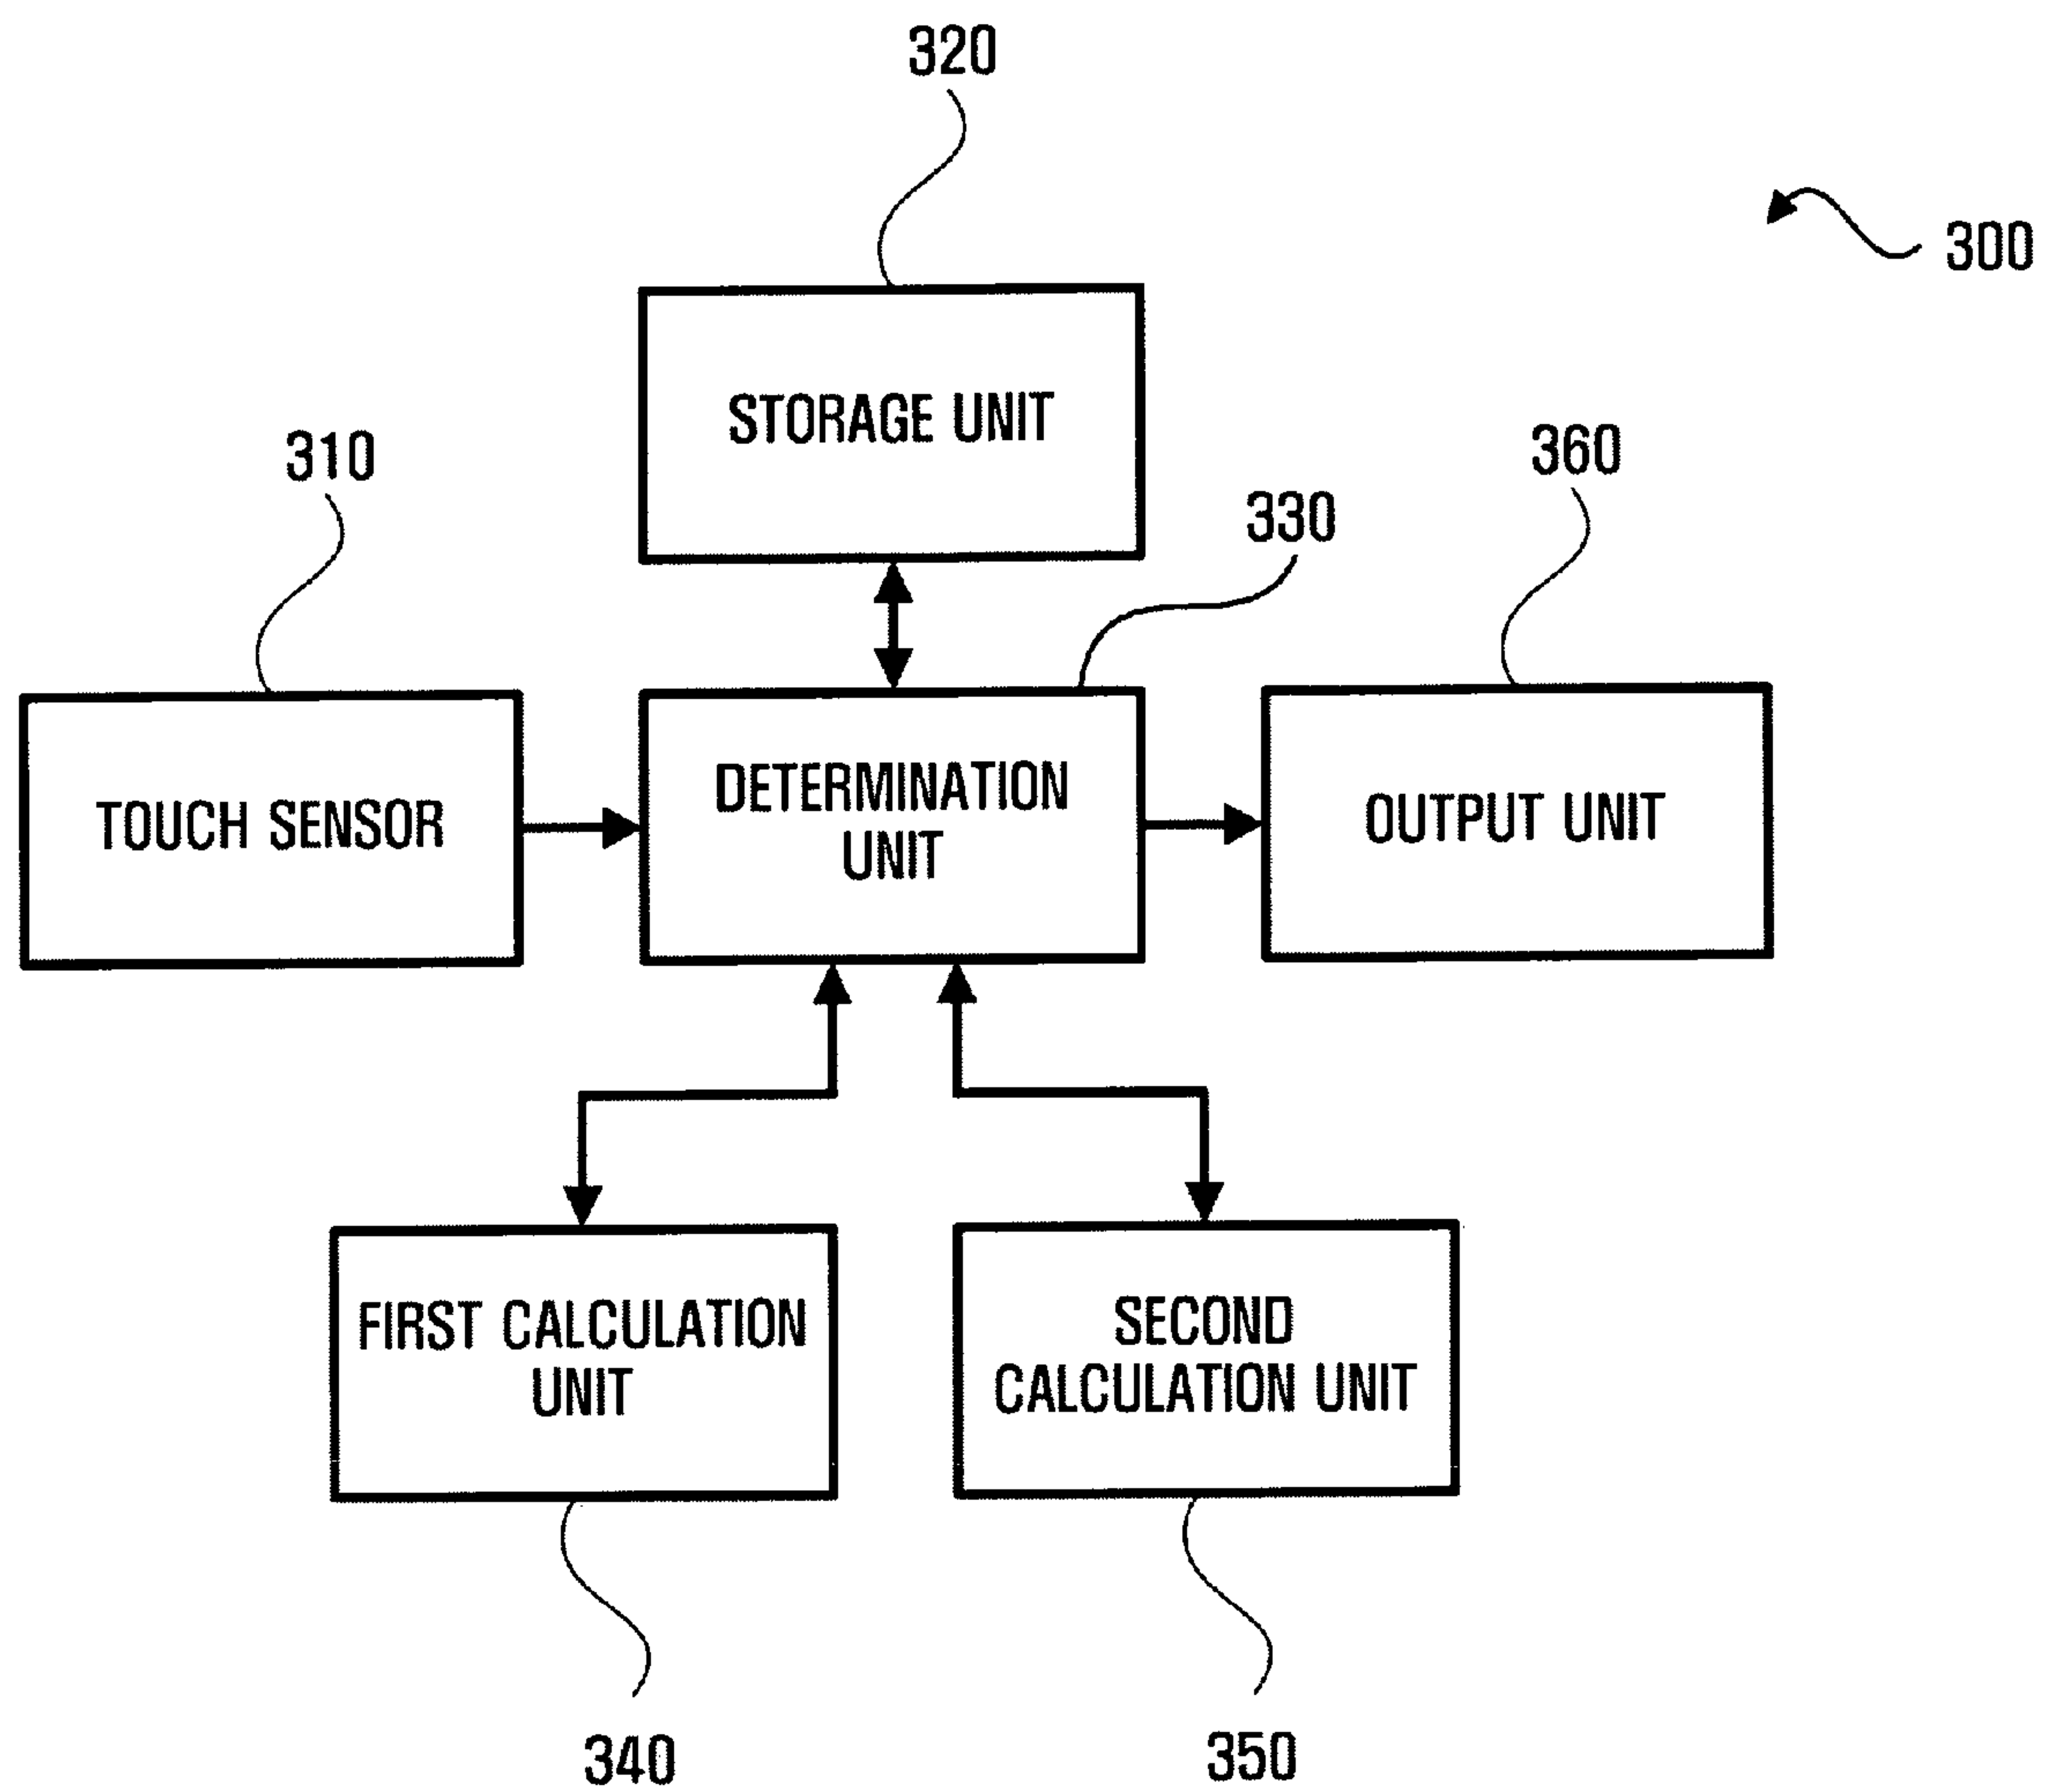 320
300
STORAGE UNIT
310
360
330
TOUCH SENSOR
DETERMINATION
UNIT
OUTPUT UNIT
FIRST CALCULATION
UNIT
SECOND
CALCULATION UNIT
340
350